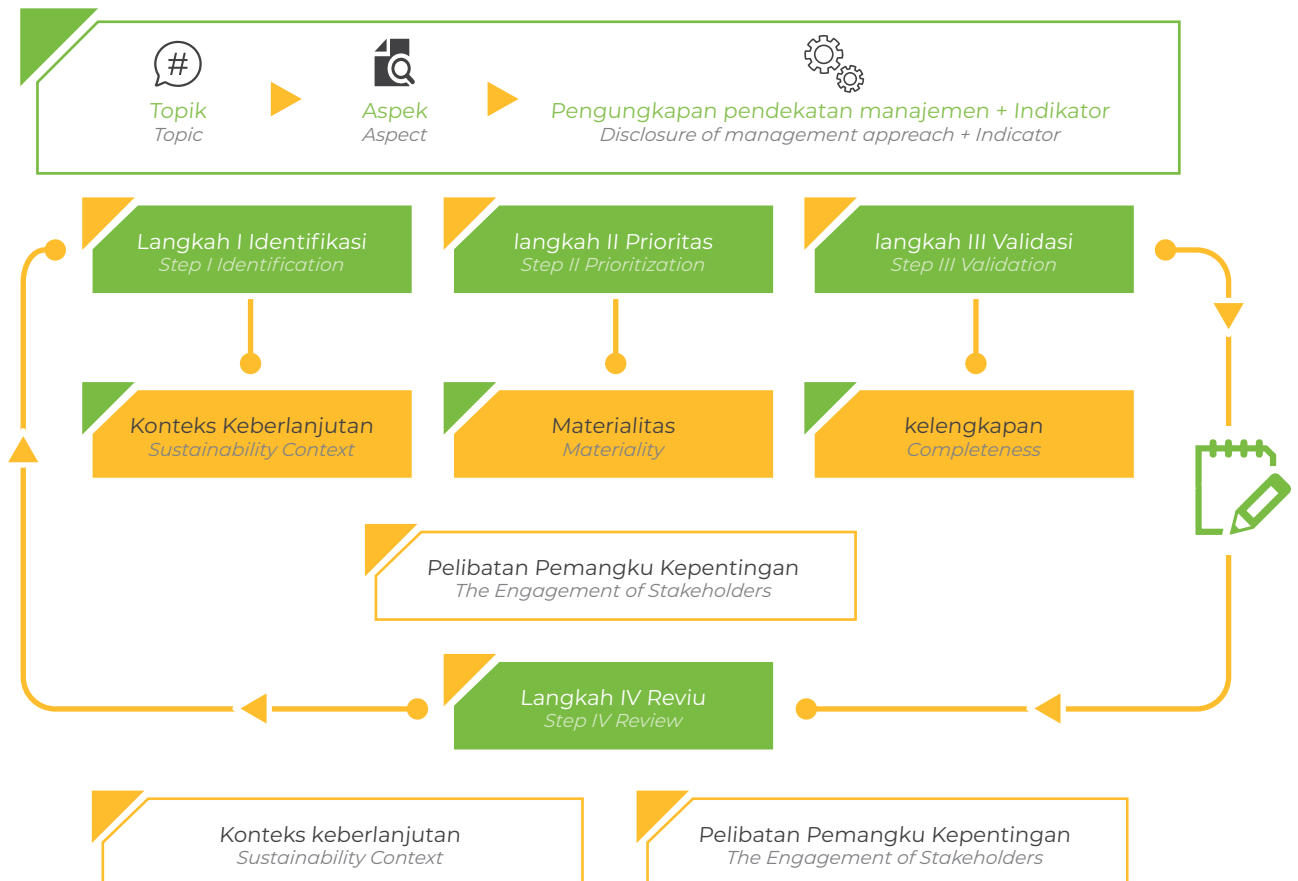 #
Topik
Topic
Aspek
Aspect
Pengungkapan pendekatan manajemen + Indikator
Disclosure of management appreach + Indicator
Langkah I Identifikasi
Step I Identification
langkah II Prioritas
Step II Prioritization
langkah III Validasi
Step III Validation
Konteks Keberlanjutan
Sustainability Context
Materialitas
Materiality
kelengkapan
Completeness
Pelibatan Pemangku Kepentingan
The Engagement of Stakeholders
Langkah IV Reviu
Step IV Review
Konteks keberlanjutan
Sustainability Context
Pelibatan Pemangku Kepentingan
The Engagement of Stakeholders